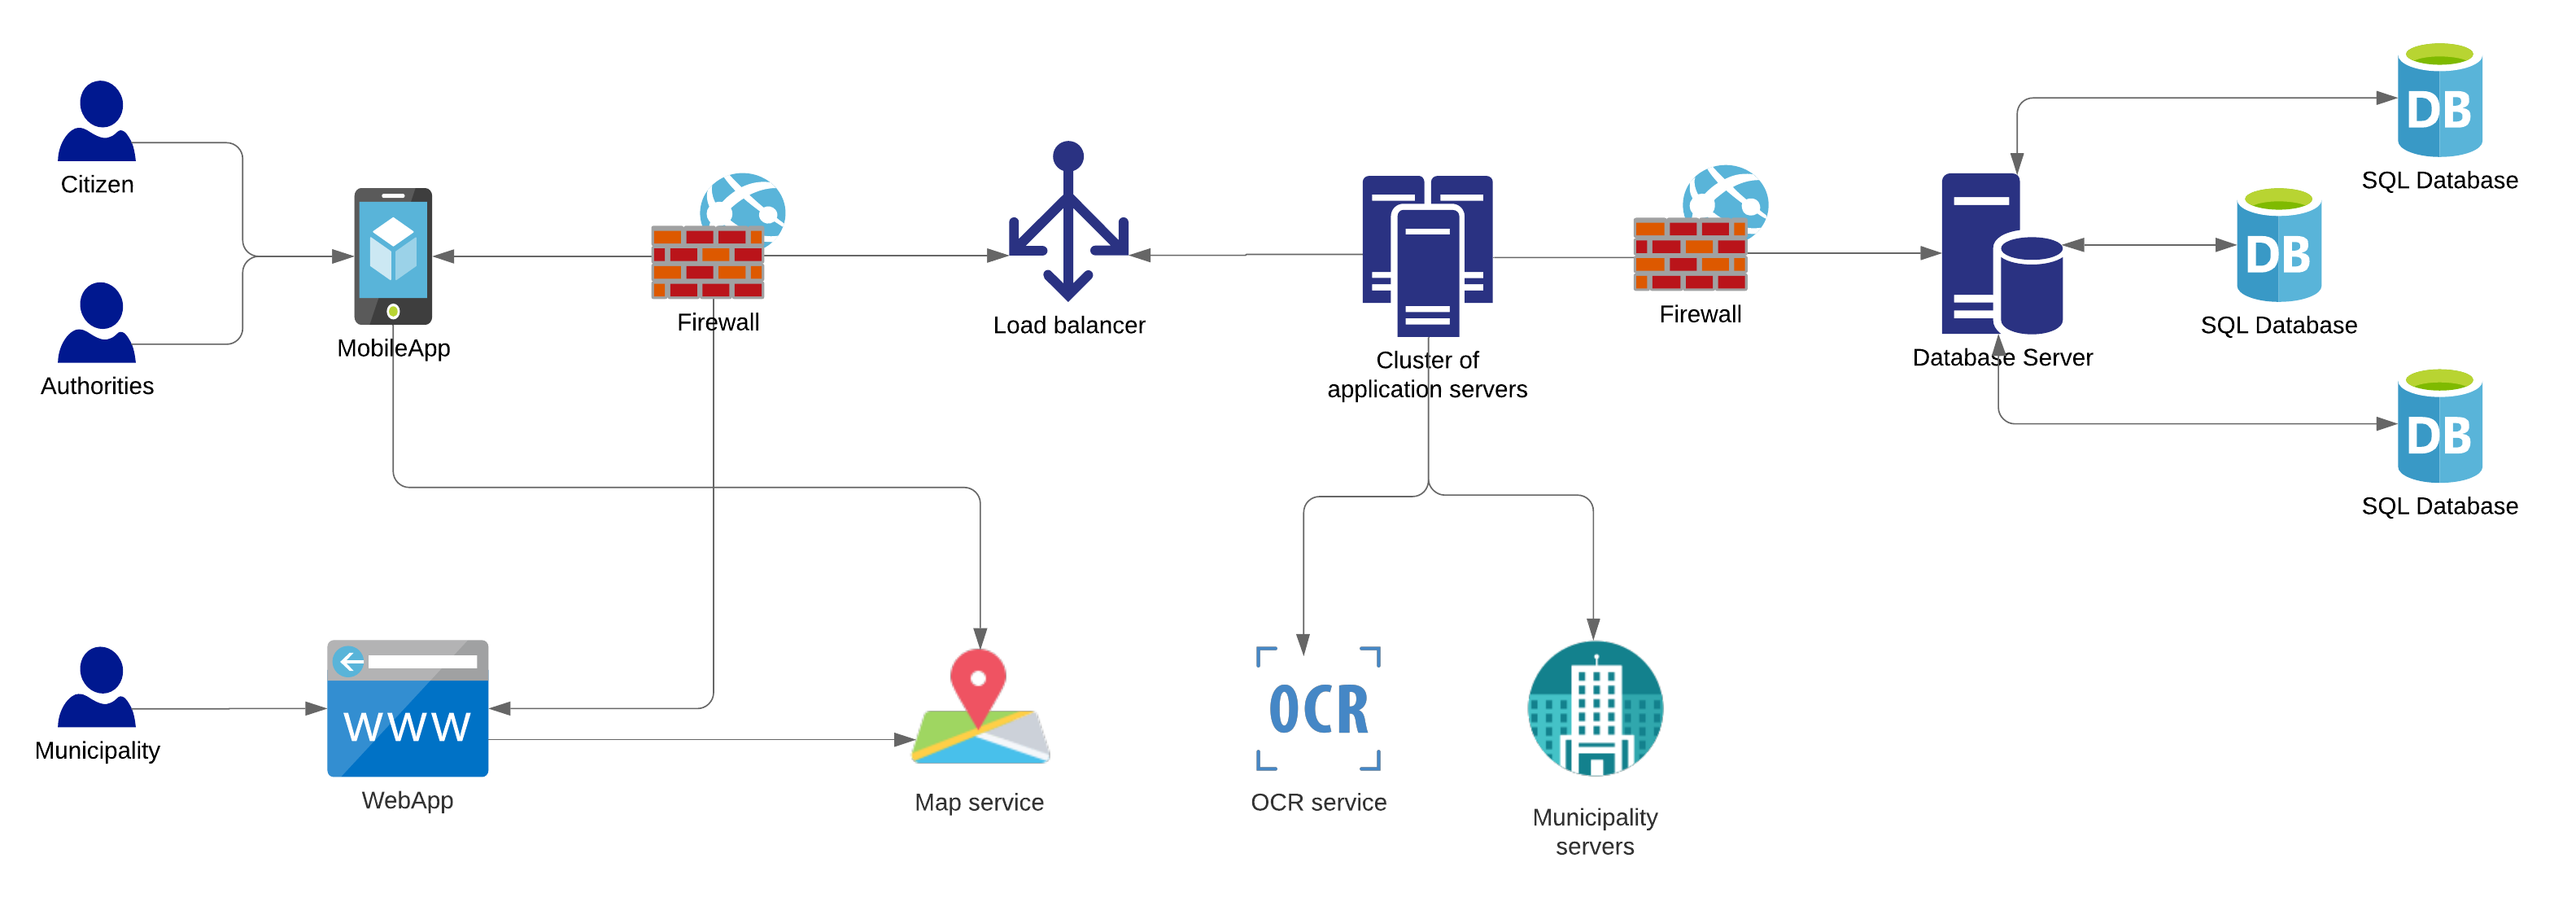 Citizen
Authorities
MobileApp
Firewall
Load balancer
Cluster of
application servers
Firewall
Database Server
DB
SQL Database
DB
SQL Database
DB
SQL Database
Municipality
WWW
WebApp
Map service
OCR
OCR service
Municipality
servers